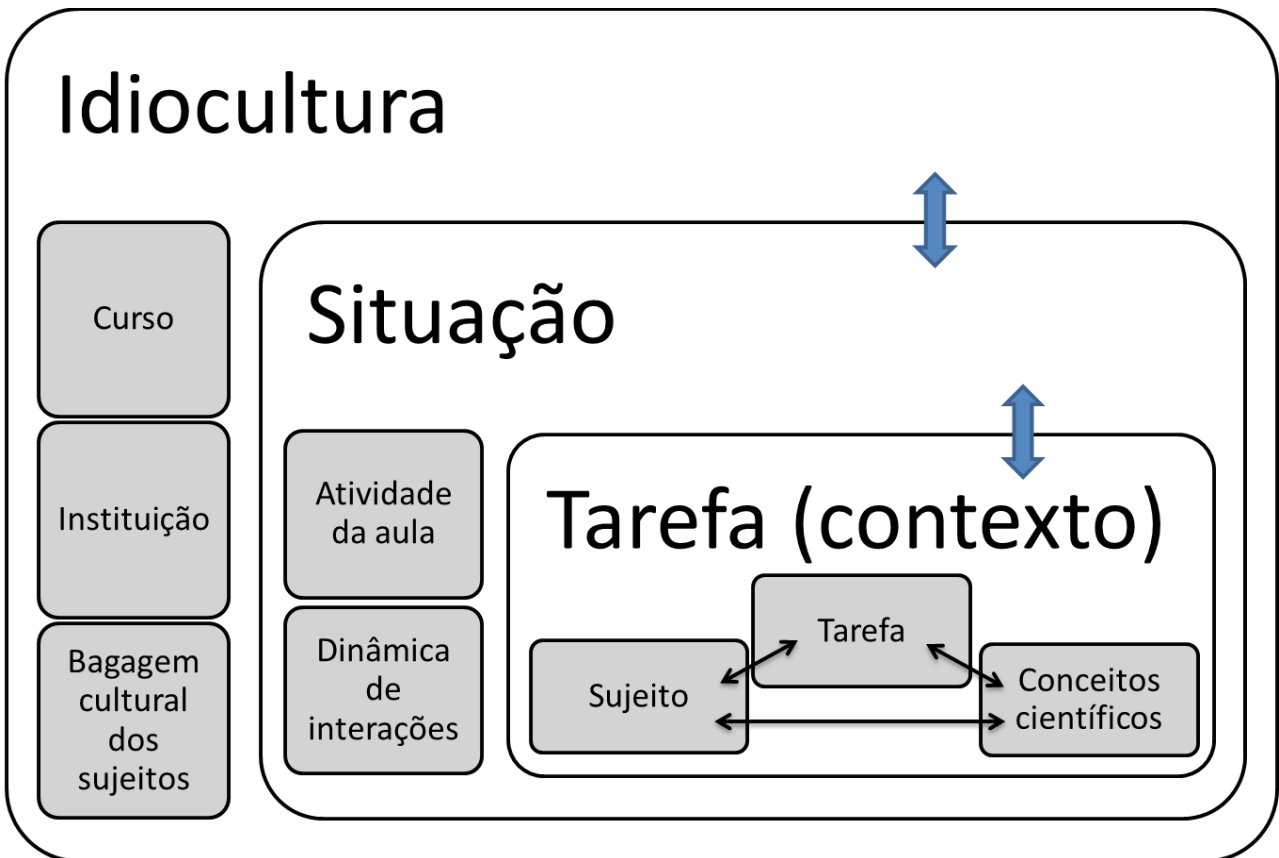 Idiocultura
Curso
Instituição
Bagagem
cultural
dos
sujeitos
Situação
Atividade
da aula
Dinâmica
de
interações
Tarefa (contexto)
Tarefa
Sujeito
Conceitos
científicos